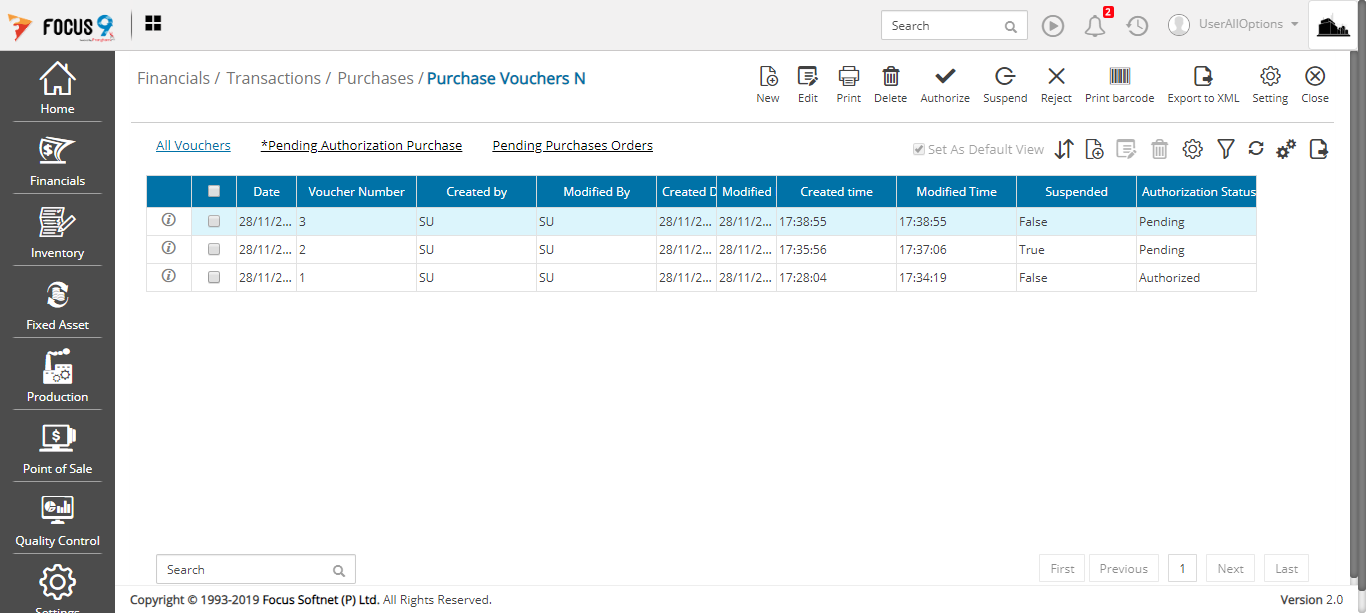 FOCUS 9
Search
2
UserAllOptions
Home
Financials
Inventory
Fixed Asset
Production
Point of Sale
Quality Control
Settings
Financials / Transactions / Purchases / Purchase Vouchers N
New Edit Print Delete Authorize Suspend Reject Print barcode Export to XML Setting Close
All Vouchers *Pending Authorization Purchase Pending Purchases Orders Set As Default View
Date Voucher Number Created by Modified By Created D Modified Created time Modified Time Suspended Authorization Status
28/11/2... 3 SU SU 28/11/2... 28/11/2... 17:38:55 17:38:55 False Pending
28/11/2... 2 SU SU 28/11/2... 28/11/2... 17:35:56 17:37:06 True Pending
28/11/2... 1 SU SU 28/11/2... 28/11/2... 17:28:04 17:34:19 False Authorized
Search First Previous 1 Next Last
Copyright © 1993-2019 Focus Softnet (P) Ltd. All Rights Reserved. Version 2.0